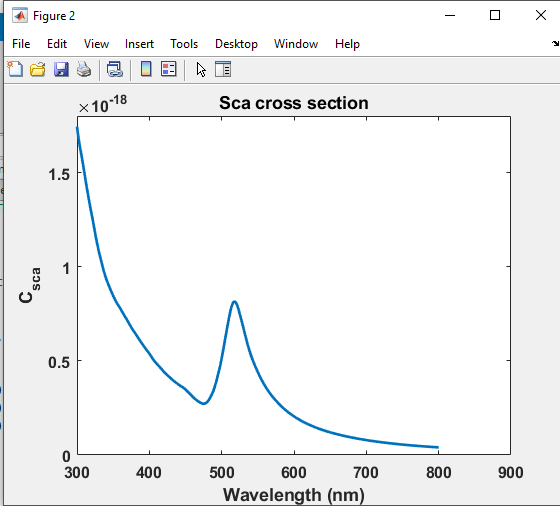 Figure 2
File Edit View Insert Tools Desktop Window Help
×10-18
Sca cross section
1.5
1
0.5
0
Csca
300 400 500 600 700 800 900
Wavelength (nm)